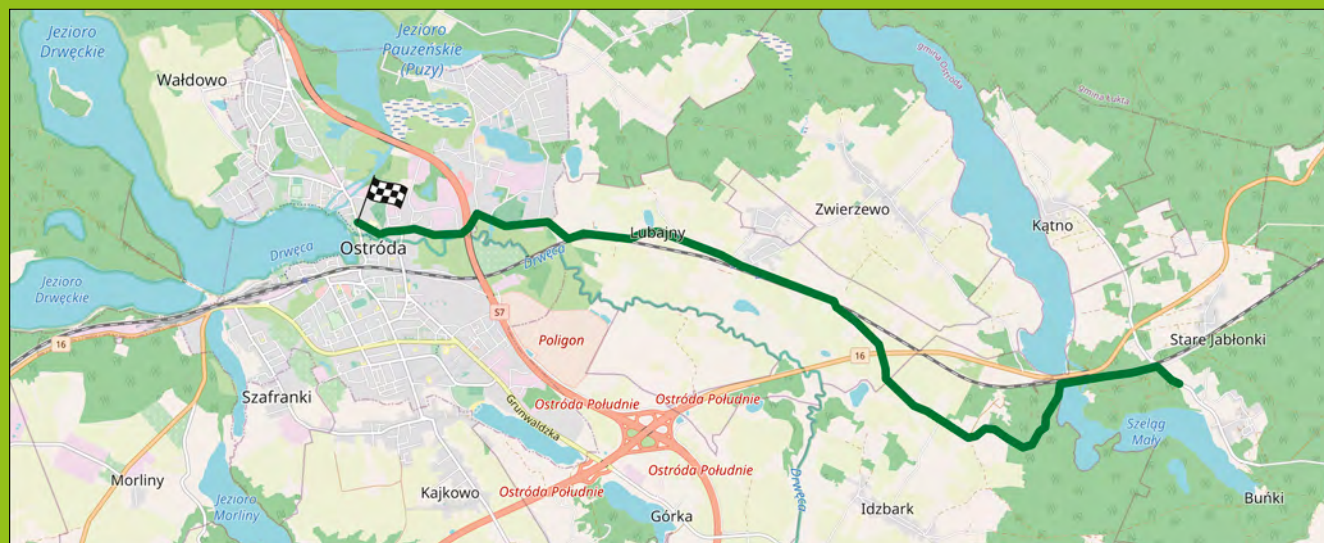 Jezioro
Drwęckie
Jezioro
Pauzeńskie
(Puzy)
Wałdowo
gmina Ostróda
gmina Łukta
Zwierzewo
Kątno
Lubajny
Ostróda
Drwęca
Drwęca
Jezioro
Drwęckie
S7
Poligon
16
16
16
Stare Jabłonki
Szafranki
Grunwaldzka
Ostróda Południe
Ostróda Południe
Szeląg
Mały
Ostróda Południe
Ostróda Południe
Drwęca
Morliny
Jezioro
Morliny
Kajkowo
Górka
Idzbark
Buńki